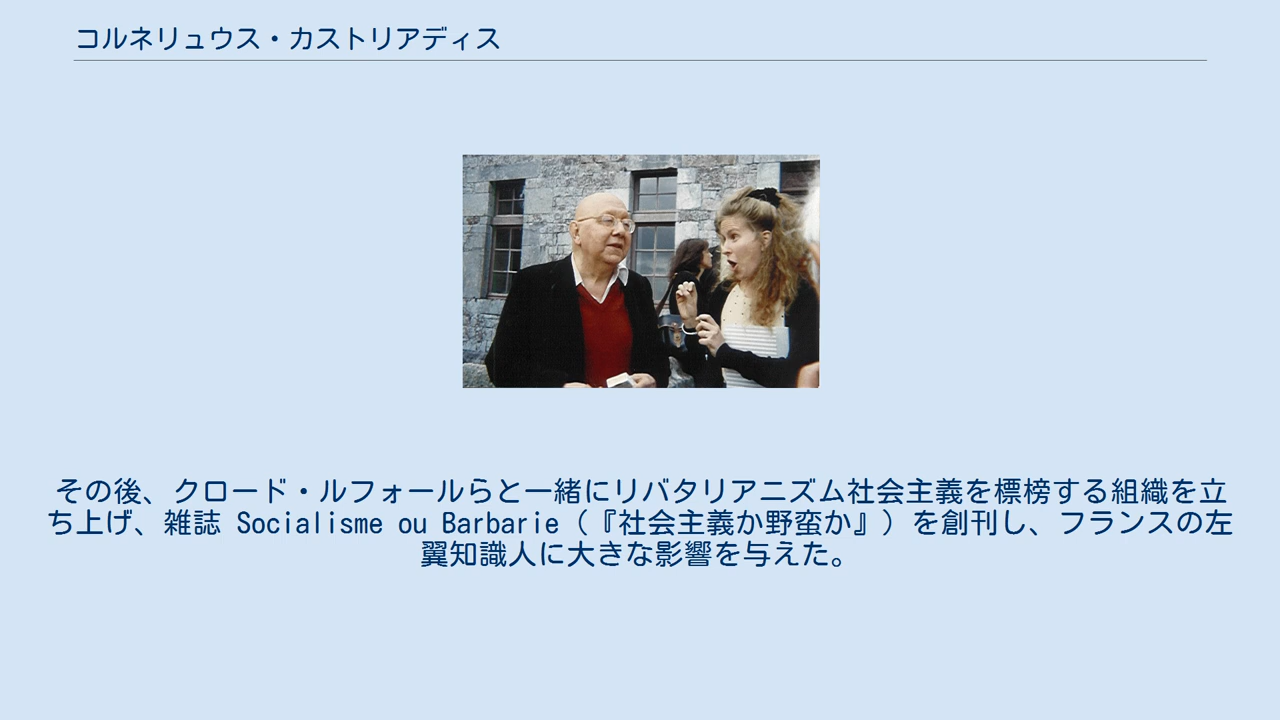 コルネリュウス・カストリアディス
その後、クロード・ルフォールらと一緒にリバタリアニズム社会主義を標榜する組織を立
ち上げ、雑誌 Socialisme ou Barbarie（『社会主義か野蛮か』）を創刊し、フランスの左
翼知識人に大きな影響を与えた。